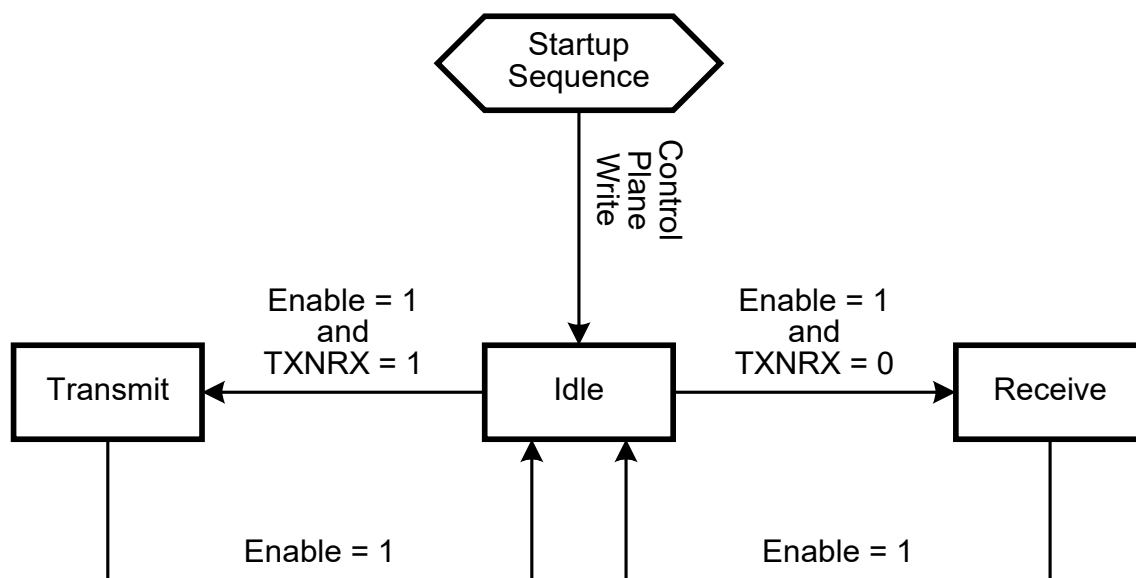 Startup
Sequence
Control
Plane
Write
Enable = 1
and
TXNRX = 1
Enable = 1
and
TXNRX = 0
Transmit
Idle
Receive
Enable = 1
Enable = 1